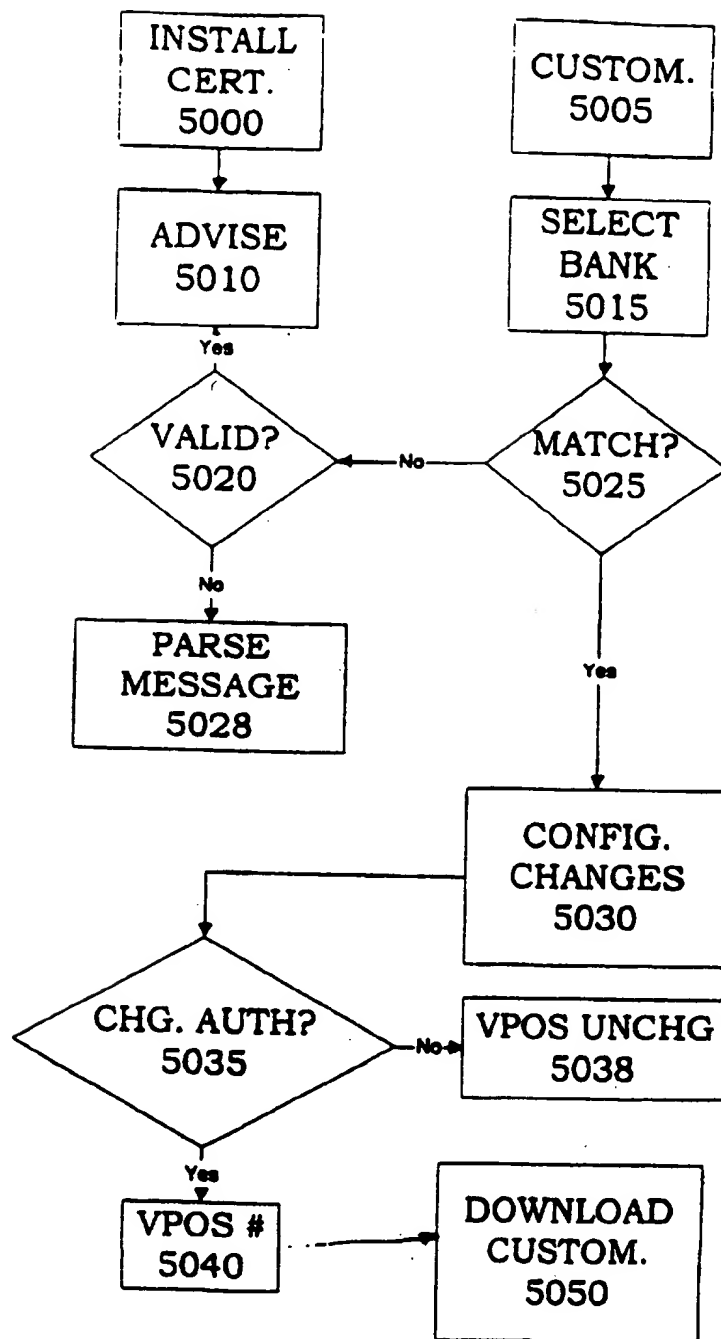 INSTALL
CERT.
5000
CUSTOM.
5005
ADVISE
5010
SELECT
BANK
5015
Yes
VALID?
5020
No
MATCH?
5025
No
PARSE
MESSAGE
5028
Yes
CONFIG.
CHANGES
5030
CHG. AUTH?
5035
No
VPOS UNCHG
5038
Yes
VPOS #
5040
DOWNLOAD
CUSTOM.
5050